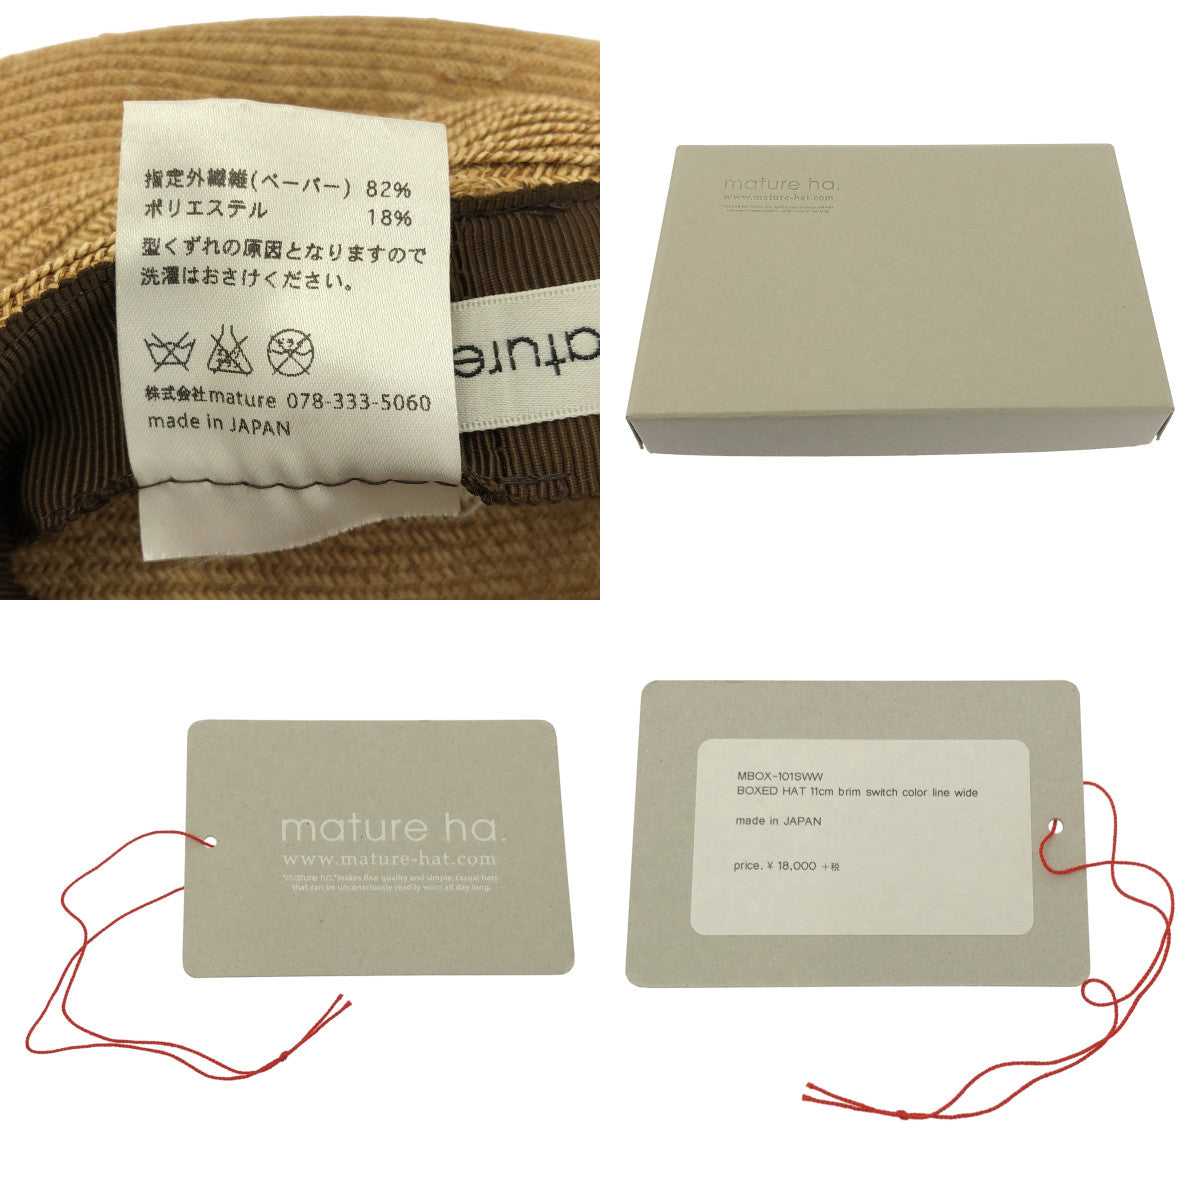 指定外繊維(ペーパー) 82%
ポリエステル 18%
型くずれの原因となりますので
洗濯はおさけください。
株式会社mature 078-333-5060
made in JAPAN
ature
mature ha.
www.mature-hat.com
mature ha.
www.mature-hat.com
"mature ha."makes fine quality and simple, casual hats
that can be unconsciously readily worn all day long.
MBOX-101SWW
BOXED HAT 11cm brim switch color line wide
made in JAPAN
price. ¥ 18,000 +税